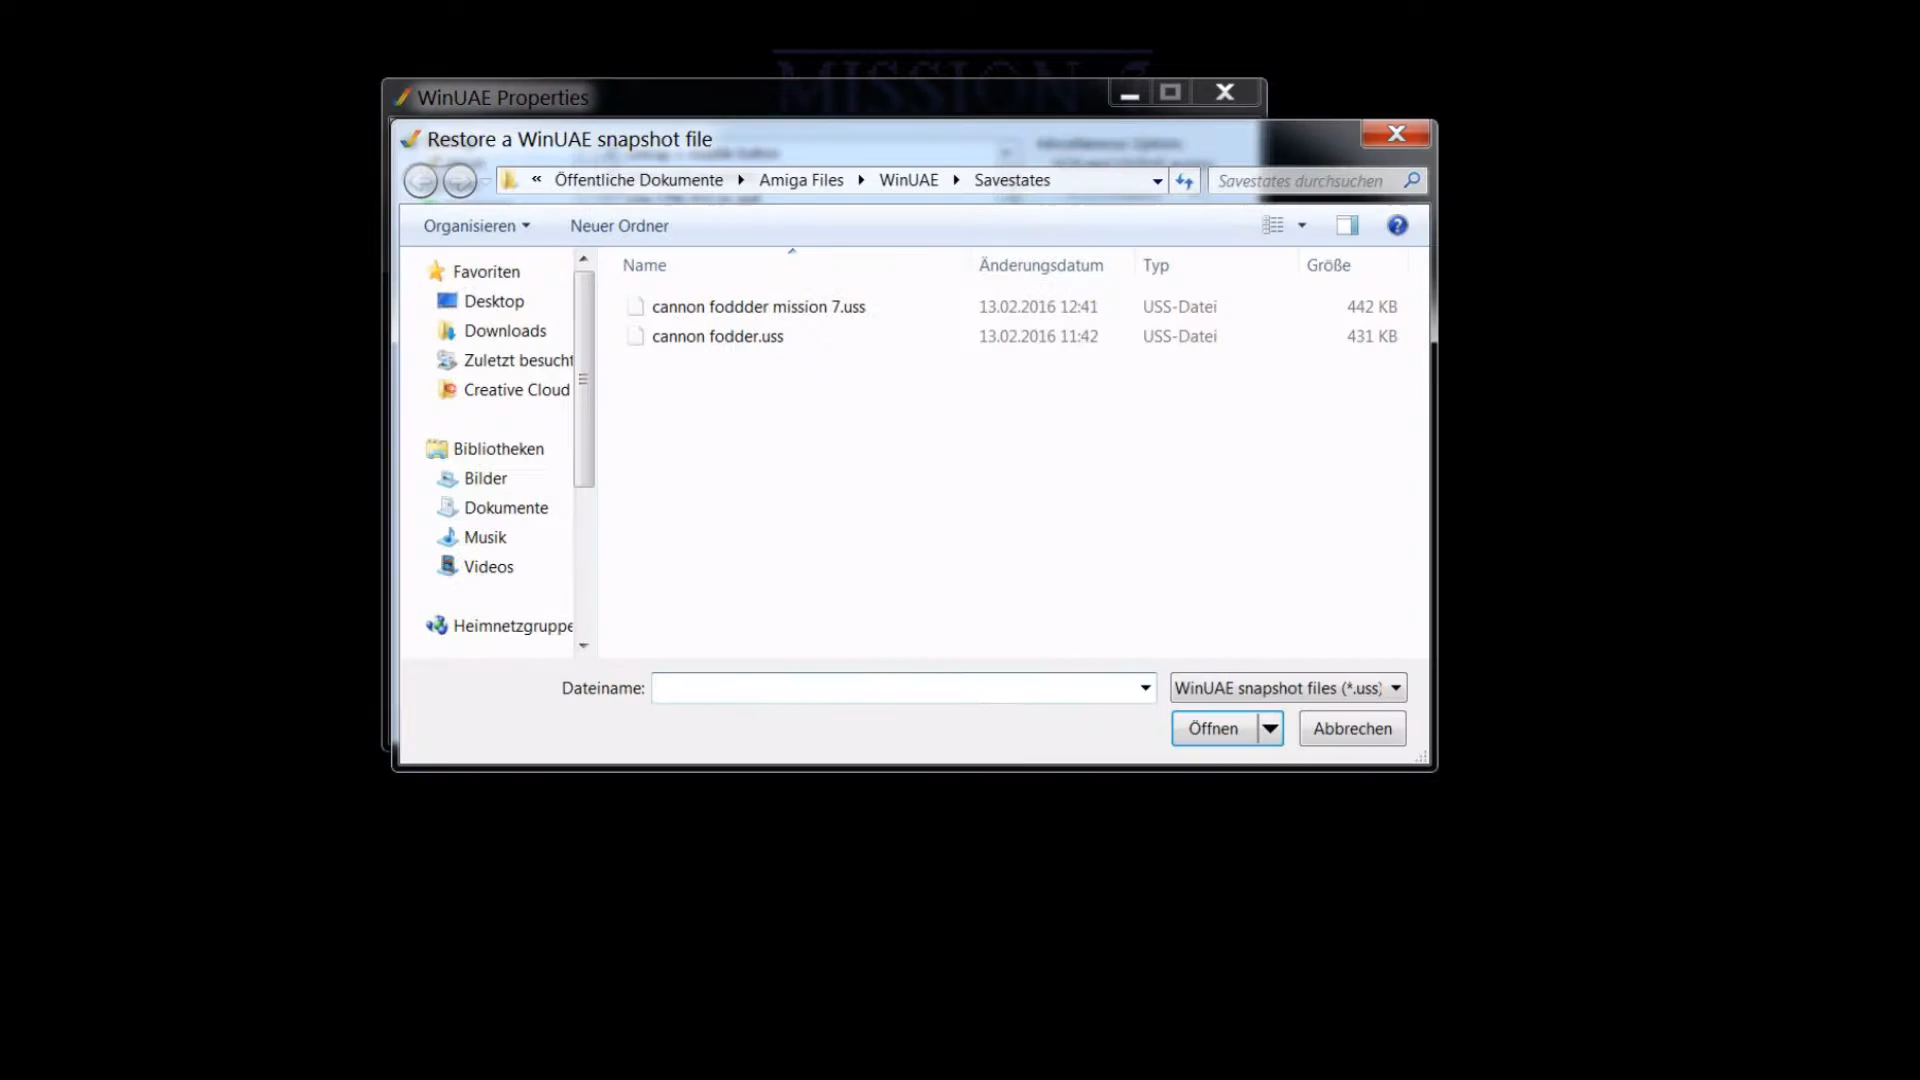 MISSION
WinUAE Properties
Restore a WinUAE snapshot file
« Öffentliche Dokumente Amiga Files WinUAE Savestates
Savestates durchsuchen
Organisieren
Neuer Ordner
Name
Änderungsdatum
Typ
Größe
Favoriten
Desktop
Downloads
Zuletzt besucht
Creative Cloud
Bibliotheken
Bilder
Dokumente
Musik
Videos
Heimnetzgruppe
cannon foddder mission 7.uss 13.02.2016 12:41 USS-Datei 442 KB
cannon fodder.uss 13.02.2016 11:42 USS-Datei 431 KB
Dateiname:
WinUAE snapshot files (*.uss)
Öffnen
Abbrechen